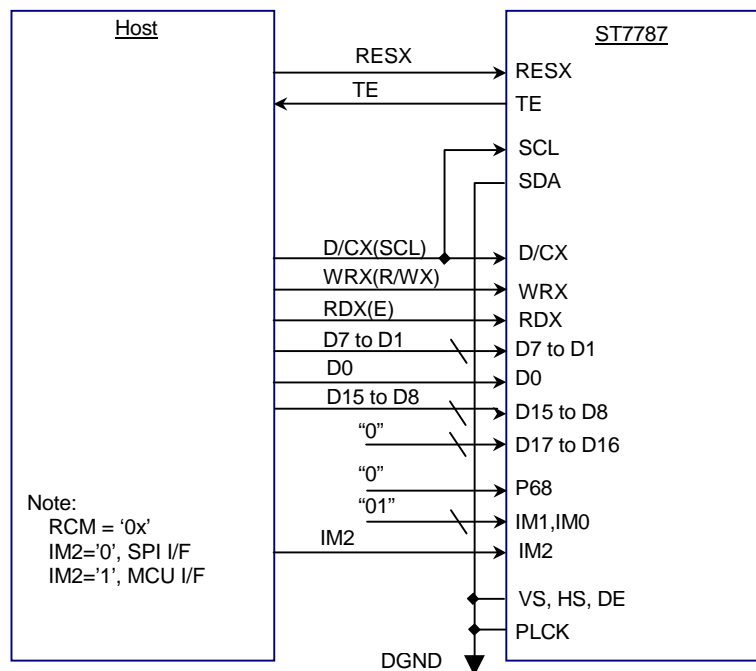 Host
ST7787
RESX
RESX
TE
TE
SCL
SDA
D/CX(SCL)
D/CX
WRX(R/WX)
WRX
RDX(E)
RDX
D7 to D1
D7 to D1
D0
D0
D15 to D8
D15 to D8
“0”
D17 to D16
“0”
P68
“01”
IM1,IM0
IM2
IM2
Note:
RCM = ‘0x’
IM2='0', SPI I/F
IM2='1', MCU I/F
VS, HS, DE
PLCK
DGND